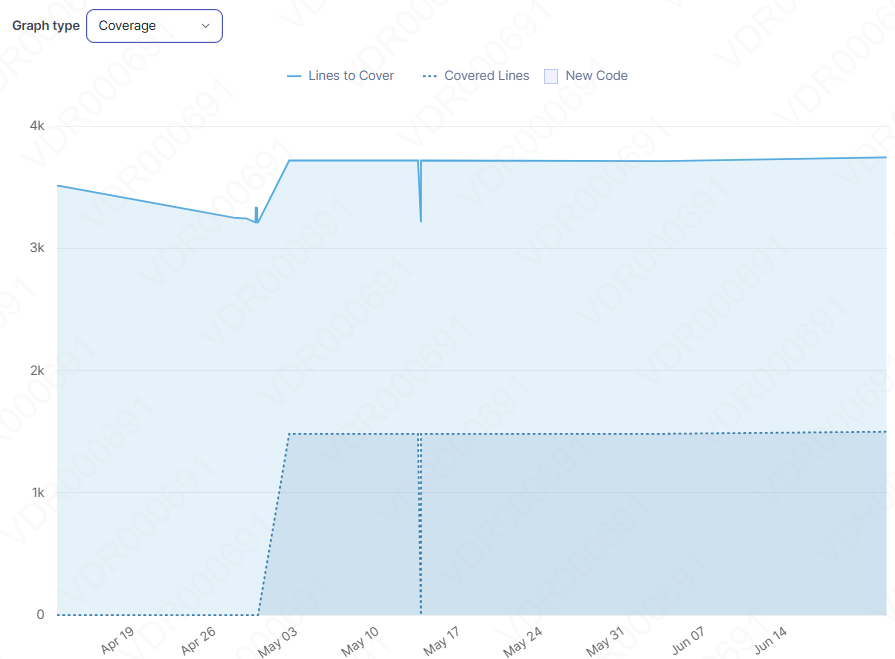 Graph type Coverage
Lines to Cover Covered Lines New Code
4k
3k
2k
1k
0
Apr 19 Apr 26 May 03 May 10 May 17 May 24 May 31 Jun 07 Jun 14
VDR000691